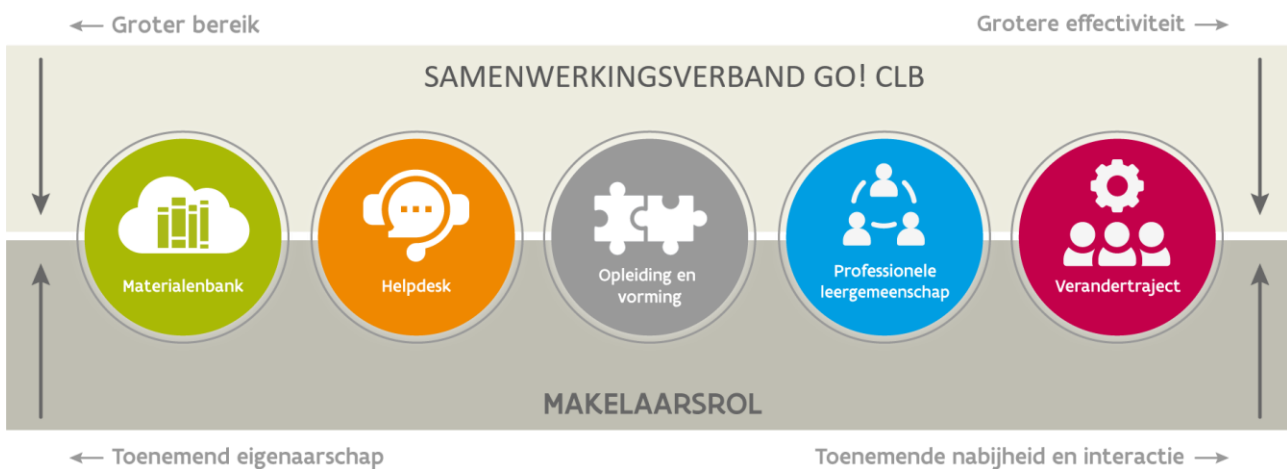 ← Groter bereik
Grotere effectiviteit →
SAMENWERKINGSVERBAND GO! CLB
Materialenbank
Helpdesk
Opleiding en
vorming
Professionele
leergemeenschap
Verandertraject
MAKELAARSROL
← Toenemend eigenaarschap
Toenemende nabijheid en interactie →